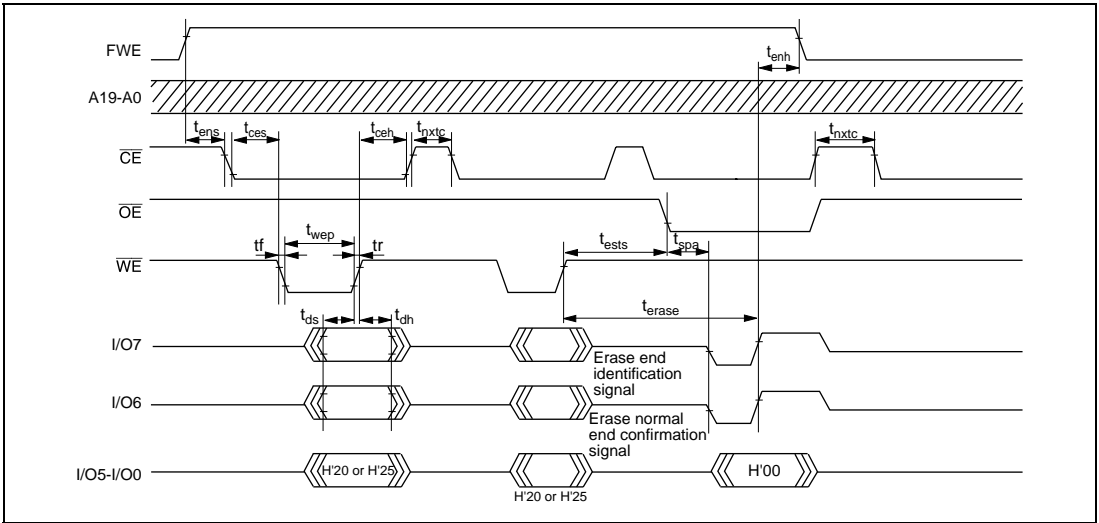 FWE
tenh
A19-A0
tens
tces
tceh
tnxtc
tnxtc
CE
OE
twep
tf
tr
tests
tspa
WE
terase
tds
tdh
I/O7
Erase end
identification
signal
I/O6
Erase normal
end confirmation
signal
I/O5-I/O0
H'20 or H'25
H'20 or H'25
H'00